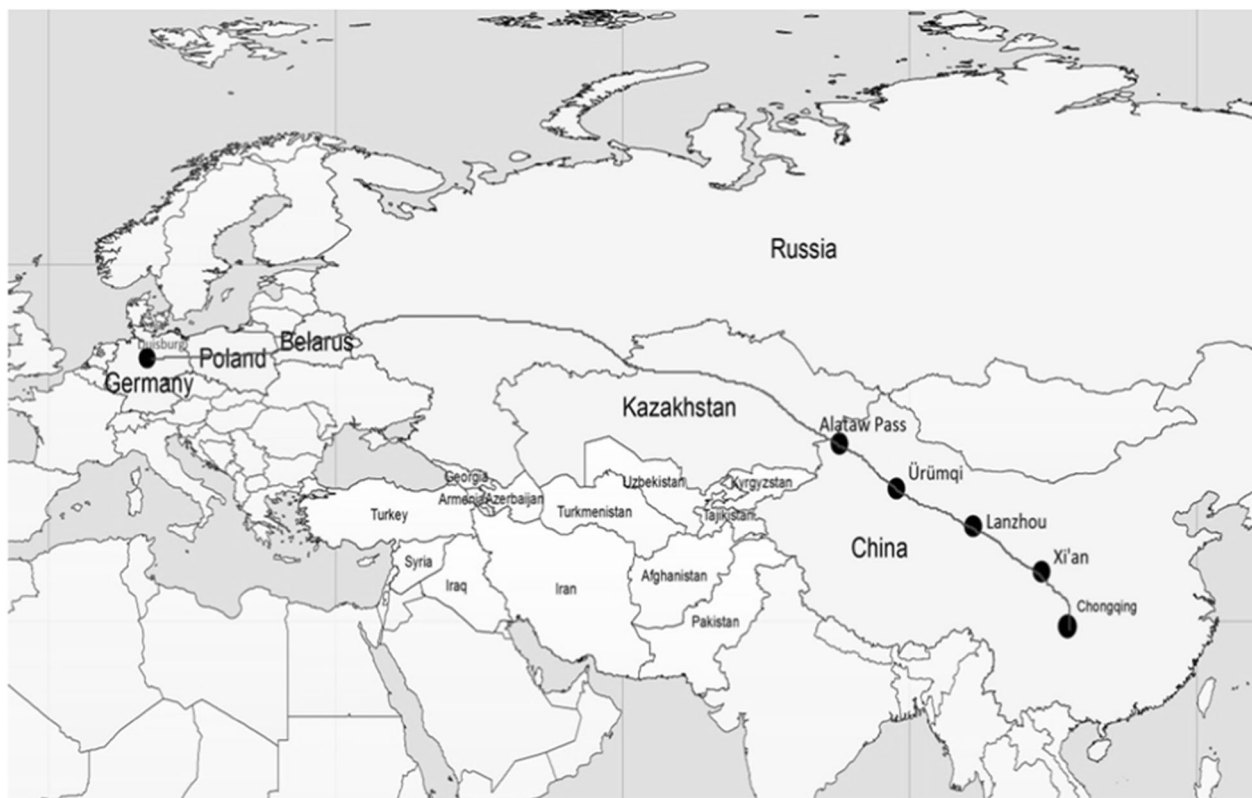 Russia
Duisburg
Poland
Belarus
Germany
Kazakhstan
Alataw Pass
Ürümqi
Georgia
Armenia
Azerbaijan
Uzbekistan
Kyrgyzstan
Turkey
Turkmenistan
Tajikistan
Lanzhou
China
Xi'an
Syria
Iraq
Iran
Afghanistan
Pakistan
Chongqing